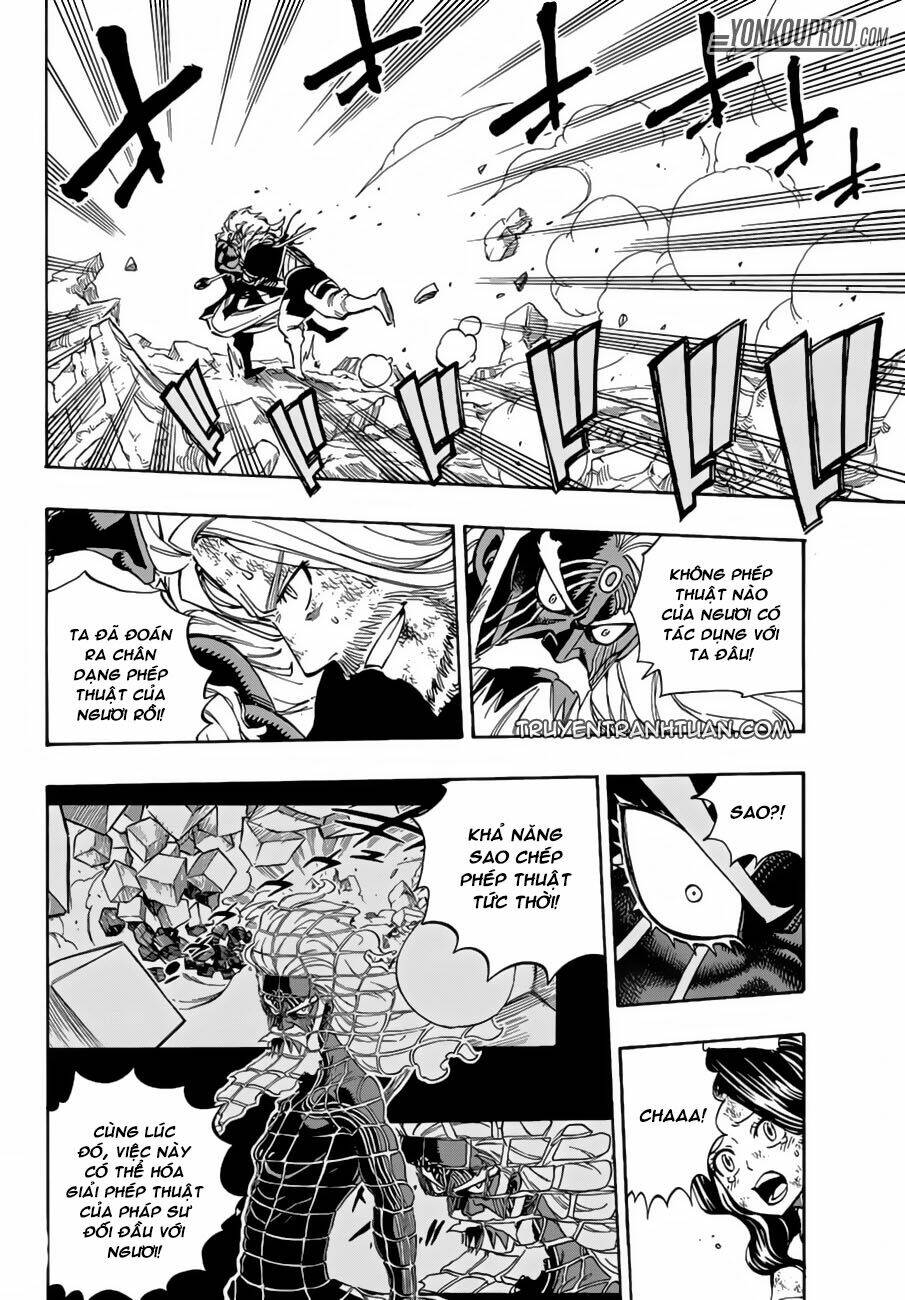 YONKOUPROD.COM
KHÔNG PHÉP
THUẬT NÀO
CỦA NGƯƠI CÓ
TÁC DỤNG VỚI
TA ĐÂU!
TA ĐÃ ĐOÁN
RA CHÂN
DẠNG PHÉP
THUẬT CỦA
NGƯƠI RỒI!
TRUYENTRANHTUAN.COM
SAO?!
KHẢ NĂNG
SAO CHÉP
PHÉP THUẬT
TỨC THỜI!
CHAAA!
CÙNG LÚC
ĐÓ, VIỆC NÀY
CÓ THỂ HÓA
GIẢI PHÉP THUẬT
CỦA PHÁP SƯ
ĐỐI ĐẦU VỚI
NGƯƠI!